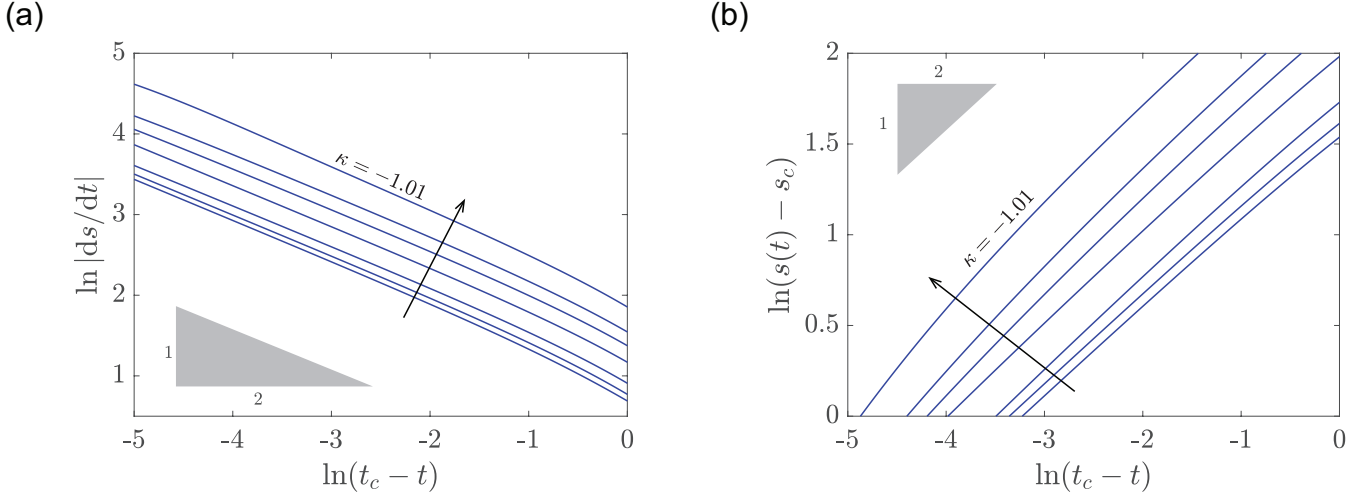 (a)
5
4
3
2
1
ln |ds/dt|
κ = −1.01
1
2
-5 -4 -3 -2 -1 0
ln(t_c − t)
(b)
2
1.5
1
0.5
0
ln(s(t) − s_c)
2
1
κ = −1.01
-5 -4 -3 -2 -1 0
ln(t_c − t)